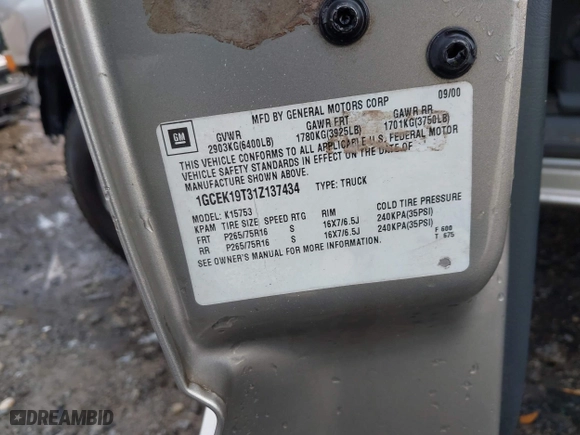 MFD BY GENERAL MOTORS CORP 09/00
GM
GVWR GAWR FRT GAWR RR
2903KG(6400LB) 1780KG(3925LB) 1701KG(3750LB)
THIS VEHICLE CONFORMS TO ALL APPLICABLE U.S. FEDERAL MOTOR
VEHICLE SAFETY STANDARDS IN EFFECT ON THE DATE OF
MANUFACTURE SHOWN ABOVE.
1GCEK19T31Z137434 TYPE: TRUCK
MODEL: K15753
KPAM TIRE SIZE SPEED RTG RIM COLD TIRE PRESSURE
FRT P265/75R16 S 16X7/6.5J 240KPA(35PSI)
RR P265/75R16 S 16X7/6.5J 240KPA(35PSI)
SEE OWNER'S MANUAL FOR MORE INFORMATION.
F 608
T 675
DREAMBID